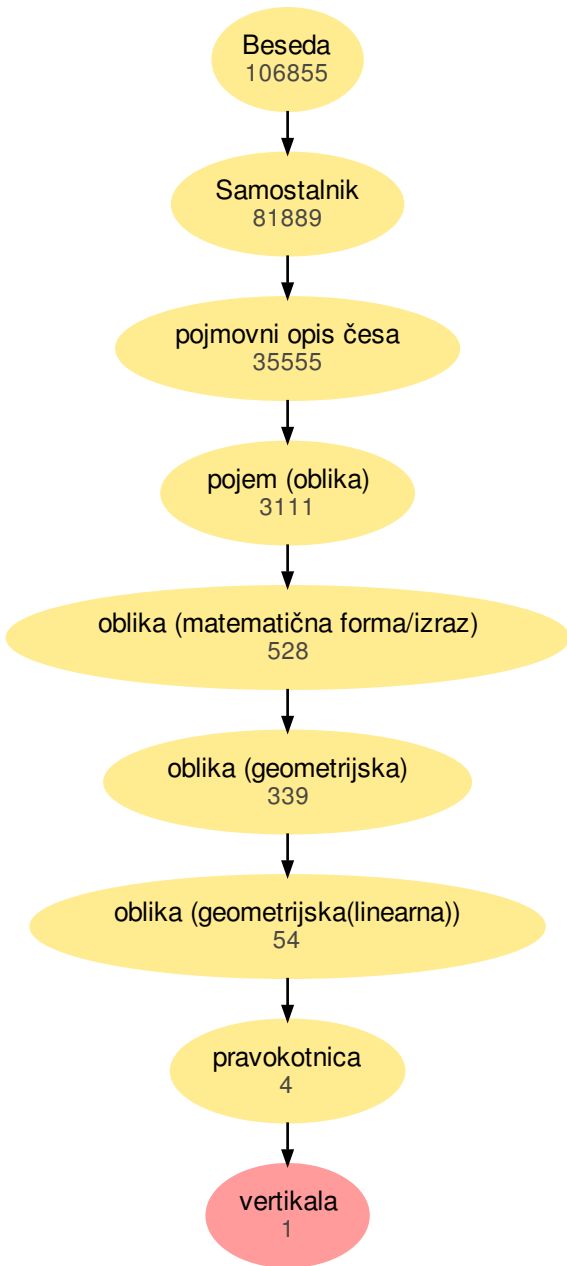 Beseda
106855
Samostalnik
81889
pojmovni opis česa
35555
pojem (oblika)
3111
oblika (matematična forma/izraz)
528
oblika (geometrijska)
339
oblika (geometrijska(linearna))
54
pravokotnica
4
vertikala
1